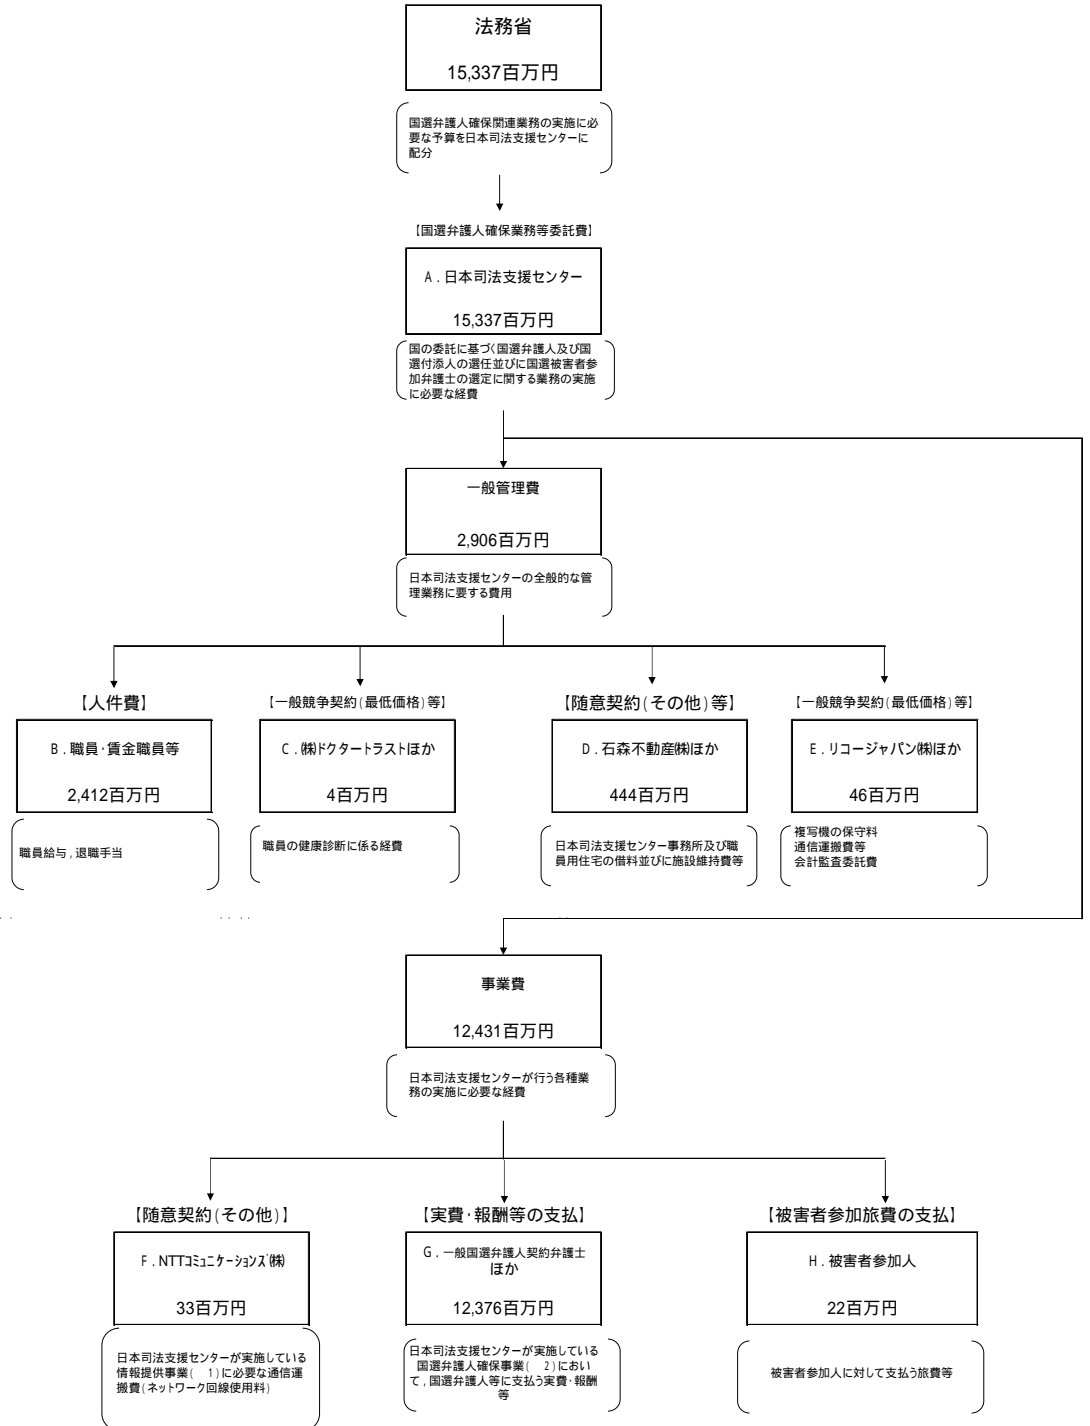 法務省
15,337百万円
国選弁護人確保関連業務の実施に必
要な予算を日本司法支援センターに
配分
【国選弁護人確保業務等委託費】
A．日本司法支援センター
15,337百万円
国の委託に基づく国選弁護人及び国
選付添人の選任並びに国選被害者参
加弁護士の選定に関する業務の実施
に必要な経費
一般管理費
2,906百万円
日本司法支援センターの全般的な管
理業務に要する費用
【人件費】
B．職員・賃金職員等
2,412百万円
職員給与，退職手当
【一般競争契約（最低価格）等】
C．㈱ドクタートラストほか
4百万円
職員の健康診断に係る経費
【随意契約（その他）等】
D．石森不動産㈱ほか
444百万円
日本司法支援センター事務所及び職
員用住宅の借料並びに施設維持費等
【一般競争契約（最低価格）等】
E．リコージャパン㈱ほか
46百万円
複写機の保守料
通信運搬費等
会計監査委託費
事業費
12,431百万円
日本司法支援センターが行う各種業
務の実施に必要な経費
【随意契約（その他）】
F．NTTコミュニケーションズ㈱
33百万円
日本司法支援センターが実施している
情報提供事業（　1）に必要な通信運
搬費（ネットワーク回線使用料）
【実費・報酬等の支払】
G．一般国選弁護人契約弁護士
ほか
12,376百万円
日本司法支援センターが実施している
国選弁護人確保事業（　2）におい
て，国選弁護人等に支払う実費・報酬
等
【被害者参加旅費の支払】
H．被害者参加人
22百万円
被害者参加人に対して支払う旅費等